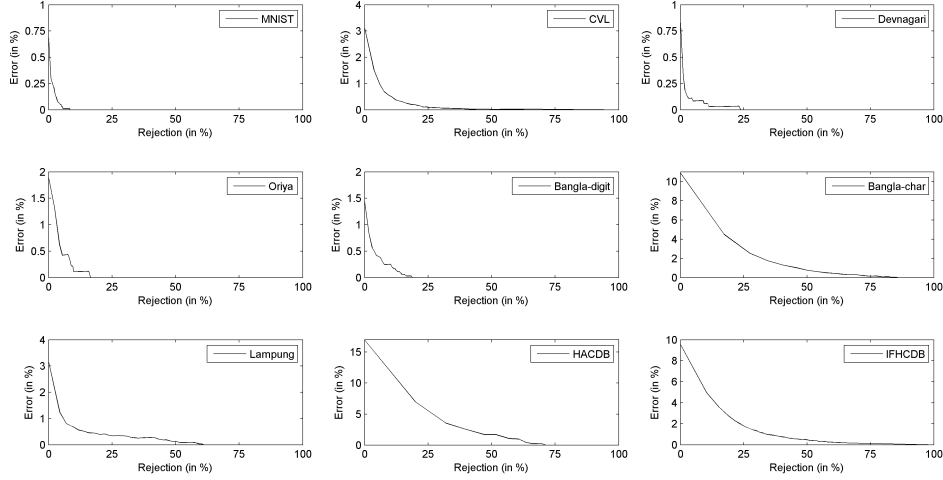 MNIST
Error (in %)
1
0.75
0.5
0.25
0
0 25 50 75 100
Rejection (in %)
CVL
Error (in %)
4
3
2
1
0
0 25 50 75 100
Rejection (in %)
Devnagari
Error (in %)
1
0.75
0.5
0.25
0
0 25 50 75 100
Rejection (in %)
Oriya
Error (in %)
2
1.5
1
0.5
0
0 25 50 75 100
Rejection (in %)
Bangla-digit
Error (in %)
2
1.5
1
0.5
0
0 25 50 75 100
Rejection (in %)
Bangla-char
Error (in %)
10
8
6
4
2
0
0 25 50 75 100
Rejection (in %)
Lampung
Error (in %)
4
3
2
1
0
0 25 50 75 100
Rejection (in %)
HACDB
Error (in %)
15
10
5
0
0 25 50 75 100
Rejection (in %)
IFHCDB
Error (in %)
10
8
6
4
2
0
0 25 50 75 100
Rejection (in %)